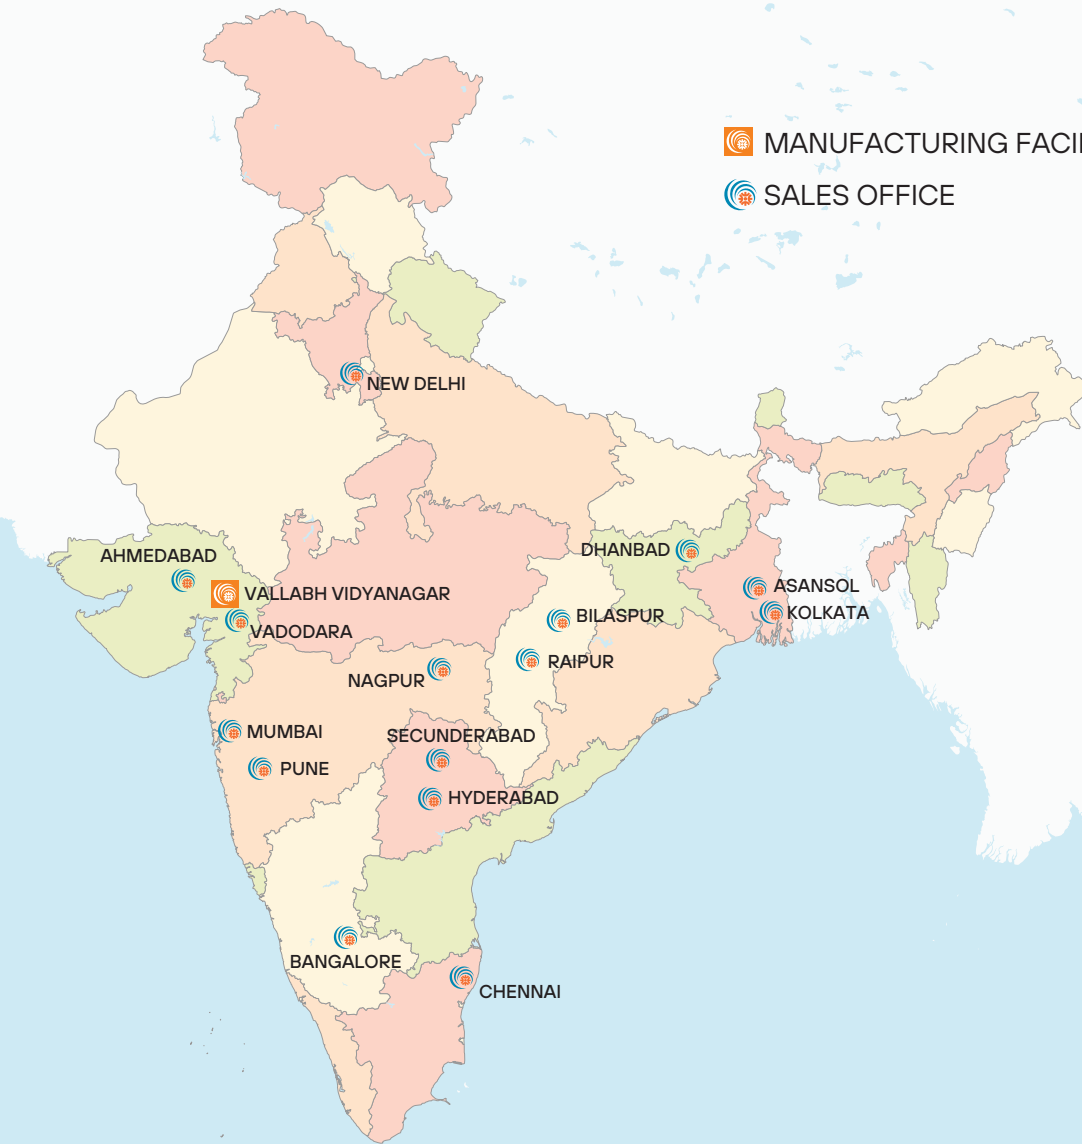 MANUFACTURING FACI
SALES OFFICE
NEW DELHI
AHMEDABAD
DHANBAD
VALLABH VIDYANAGAR
ASANSOL
KOLKATA
BILASPUR
VADODARA
RAIPUR
NAGPUR
MUMBAI
SECUNDERABAD
PUNE
HYDERABAD
BANGALORE
CHENNAI